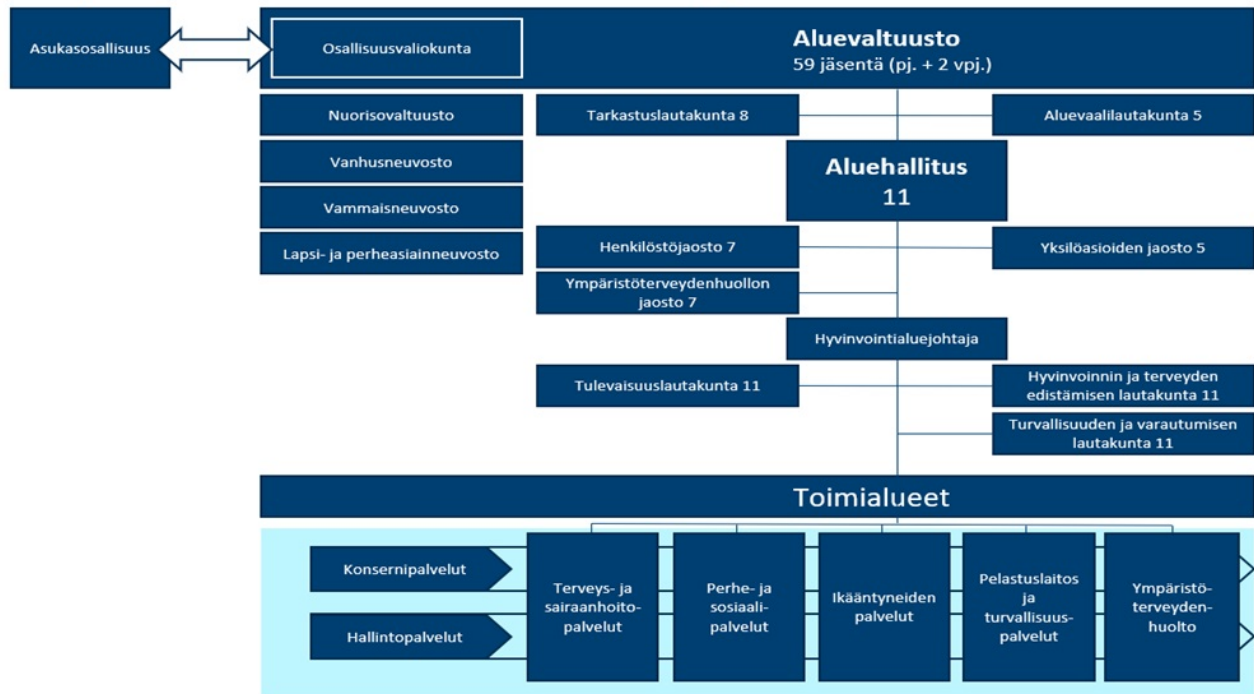 Asukasosallisuus
Osallisuusvaliokunta
Aluevaltuusto
59 jäsentä (pj. + 2 vpj.)
Nuorisovaltuusto
Tarkastuslautakunta 8
Aluevaalilautakunta 5
Vanhusneuvosto
Aluehallitus
11
Vammaisneuvosto
Lapsi- ja perheasiainneuvosto
Henkilöstöjaosto 7
Yksilöasioiden jaosto 5
Ympäristöterveydenhuollon
jaosto 7
Hyvinvointialuejohtaja
Tulevaisuuslautakunta 11
Hyvinvoinnin ja terveyden
edistämisen lautakunta 11
Turvallisuuden ja varautumisen
lautakunta 11
Toimialueet
Konsernipalvelut
Hallintopalvelut
Terveys- ja
sairaanhoito-
palvelut
Perhe- ja
sosiaali-
palvelut
Ikääntyneiden
palvelut
Pelastuslaitos
ja
turvallisuus-
palvelut
Ympäristö-
terveyden-
huolto